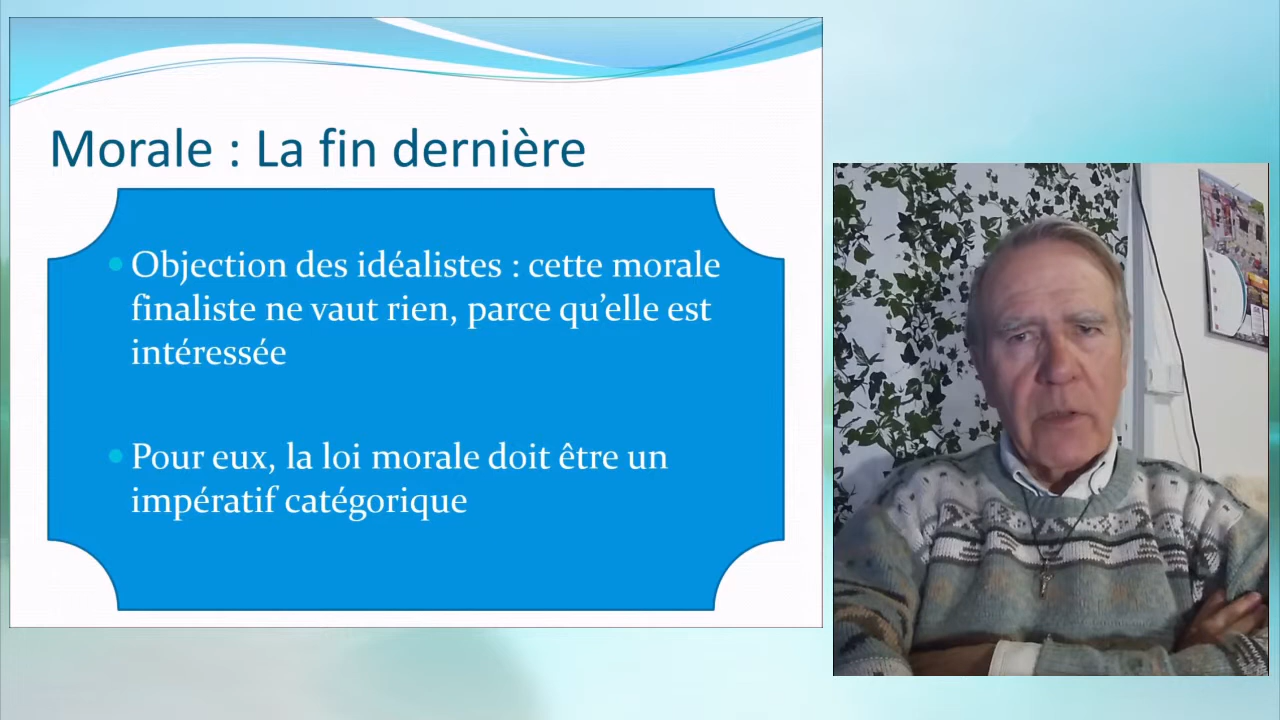 Morale : La fin dernière
Objection des idéalistes : cette morale
finaliste ne vaut rien, parce qu’elle est
intéressée
Pour eux, la loi morale doit être un
impératif catégorique